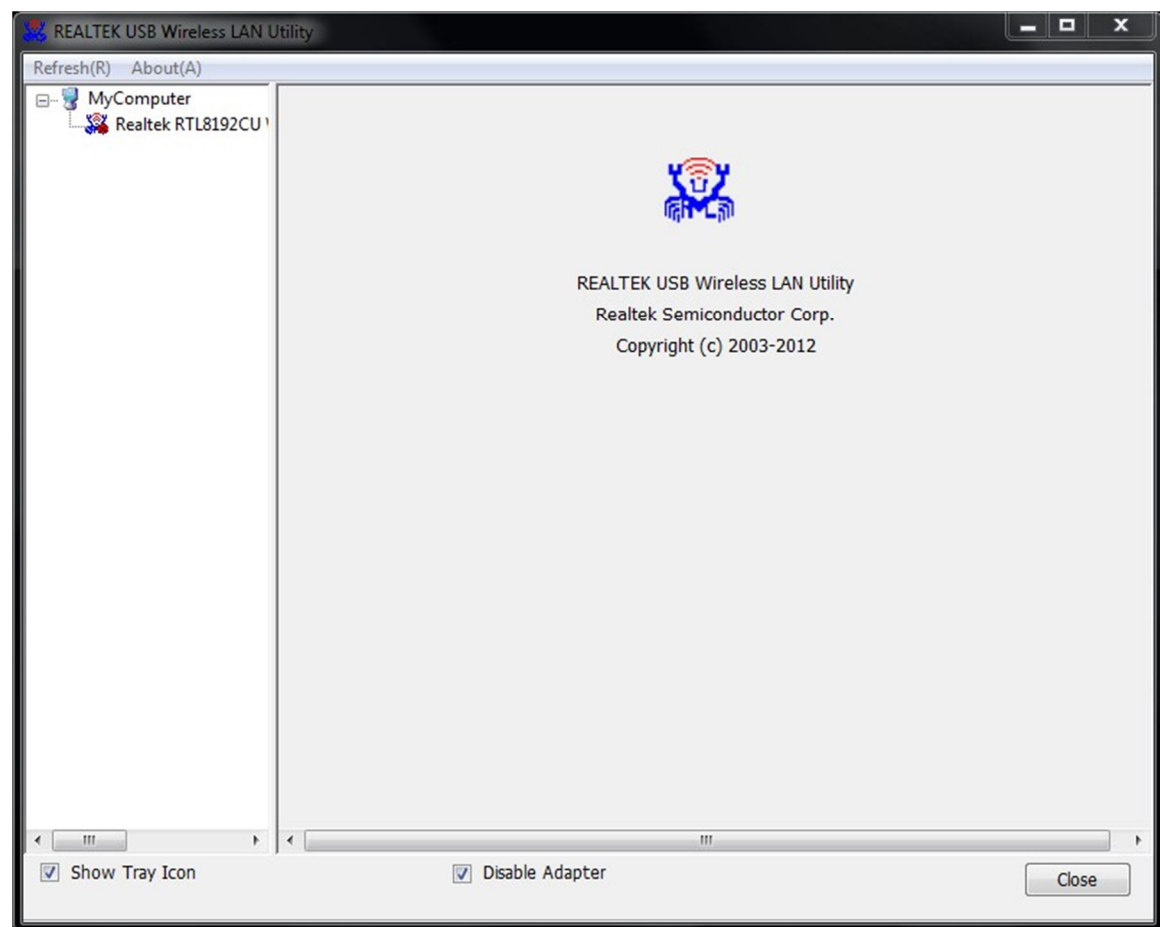 REALTEK USB Wireless LAN Utility
Refresh(R) About(A)
MyComputer
Realtek RTL8192CU
REALTEK USB Wireless LAN Utility
Realtek Semiconductor Corp.
Copyright (c) 2003-2012
Show Tray Icon
Disable Adapter
Close